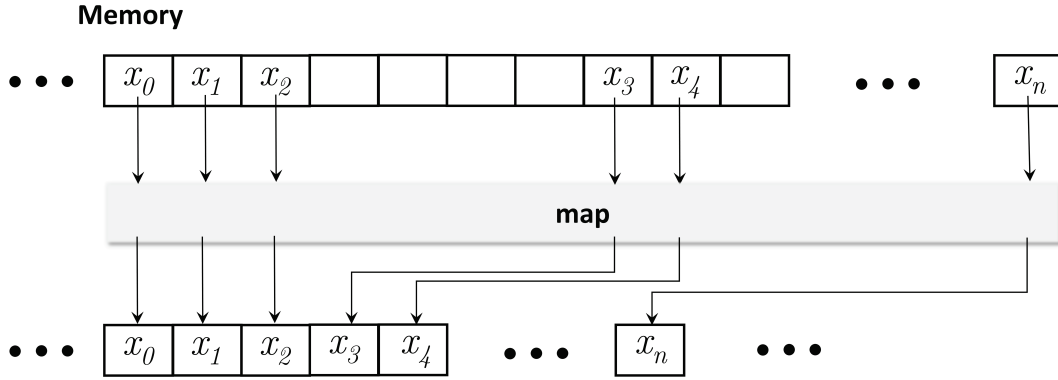 Memory
••• x₀ x₁ x₂ x₃ x₄ ••• xₙ
map
••• x₀ x₁ x₂ x₃ x₄ ••• xₙ •••